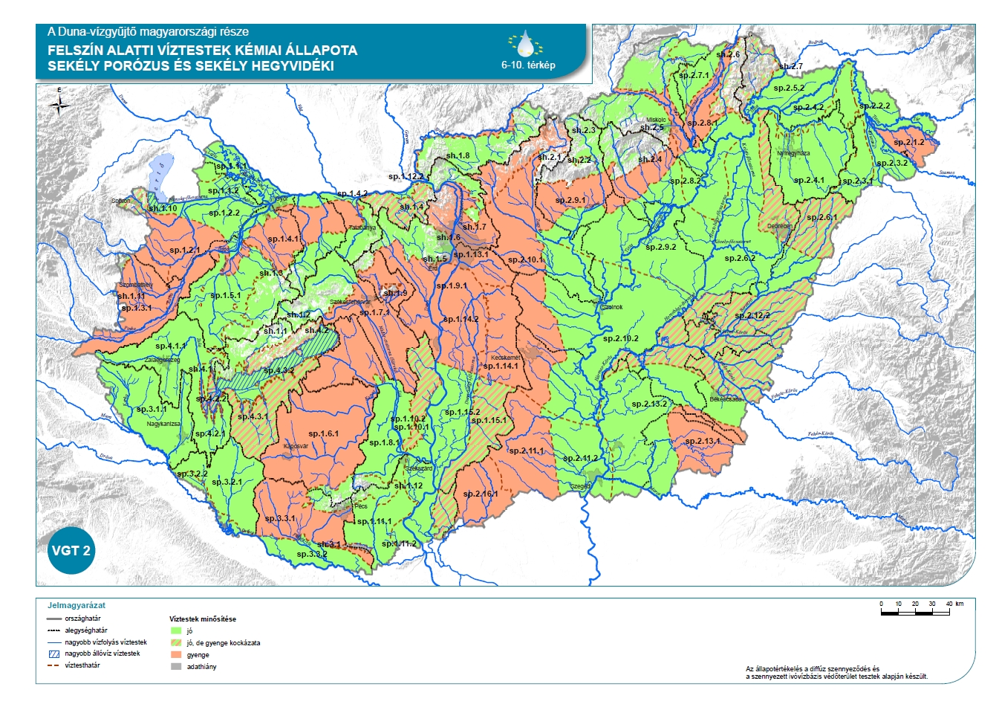 A Duna-vízgyűjtő magyarországi része
FELSZÍN ALATTI VÍZTESTEK KÉMIAI ÁLLAPOTA
SEKÉLY PORÓZUS ÉS SEKÉLY HEGYVIDÉKI
6-10. térkép
É
Duna
Vág
Garam
Bodrog
sh.2.6
sh.2.7
sp.2.7.1
sp.2.5.2
sp.2.4.2
sp.2.2.2
Miskolc
sh.2.5
sp.2.8.1
sh.2.3
sp.2.1.2
sh.1.8
sh.2.1
sh.2.2
sh.2.4
Nyíregyháza
sp.2.3.2
Szamos
sp.1.1.1
sp.1.12.2
sp.2.8.2
sp.2.4.1
sp.2.3.1
sp.1.1.2
Sopron
Győr
sp.1.4.2
sp.2.9.1
sh.1.10
sp.1.2.2
sh.1.4
Debrecen
sp.2.6.1
Tatabánya
sh.1.7
sp.1.4.1
sh.1.6
sp.2.9.2
sp.1.2.1
sp.1.13.1
sp.2.10.1
sp.2.6.2
sh.1.5
Érd
sh.1.3
Szombathely
sp.1.9.1
sh.1.11
sp.1.5.1
sh.1.9
Székesfehérvár
sp.1.3.1
sp.1.7.1
Szolnok
sh.1.2
sp.1.14.2
sp.2.12.2
Pinka
sh.1.1
sh.4.2
sp.4.1.1
sp.2.10.2
Zalaegerszeg
Kecskemét
sh.4.1
sp.4.3.2
sp.1.14.1
Fekete-Körös
sp.4.2.2
Békéscsaba
sp.3.1.1
sp.1.15.2
sp.2.13.2
Mura
sp.4.3.1
sp.1.10.2
sp.1.15.1
Nagykanizsa
sp.1.10.1
sp.4.2.1
sp.1.6.1
Fehér-Körös
sp.1.8.1
sp.2.13.1
Kaposvár
sp.2.11.1
Dráva
sp.2.11.2
Szekszárd
sp.3.2.2
sp.3.2.1
sh.1.12
Szeged
sp.2.16.1
Pécs
sp.3.3.1
sp.1.11.1
Maros
sh.3.1
sp.1.11.2
sp.3.3.2
VGT 2
Jelmagyarázat
országhatár
alegységhatár
nagyobb vízfolyás víztestek
nagyobb állóvíz víztestek
víztesthatár
Víztestek minősítése
jó
jó, de gyenge kockázata
gyenge
adathiány
0 10 20 30 40 km
Az állapotértékelés a diffúz szennyeződés és
a szennyezett ivóvízbázis védőterület tesztek alapján készült.